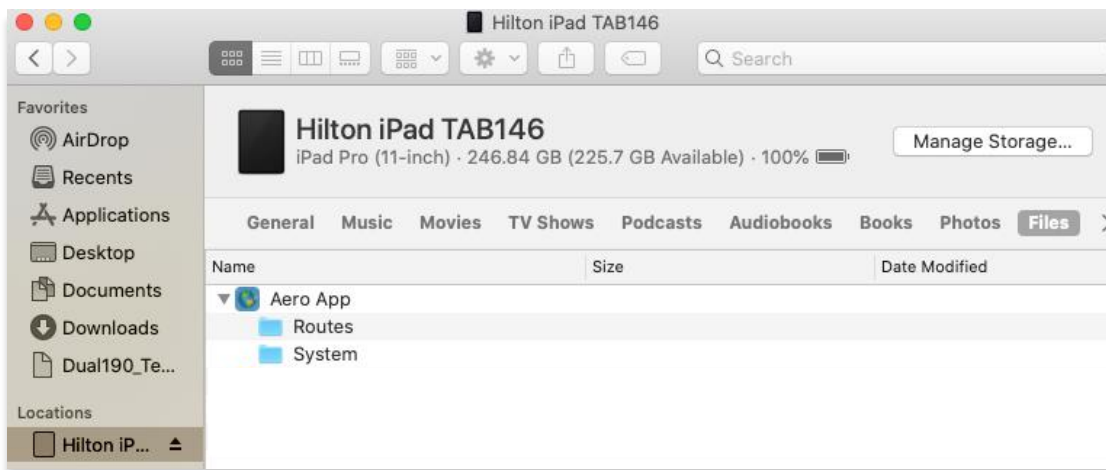 Hilton iPad TAB146
Search
Favorites
AirDrop
Recents
Applications
Desktop
Documents
Downloads
Dual190_Te...
Locations
Hilton iP...
Hilton iPad TAB146
iPad Pro (11-inch) · 246.84 GB (225.7 GB Available) · 100%
Manage Storage...
General Music Movies TV Shows Podcasts Audiobooks Books Photos Files
Name Size Date Modified
Aero App
Routes
System